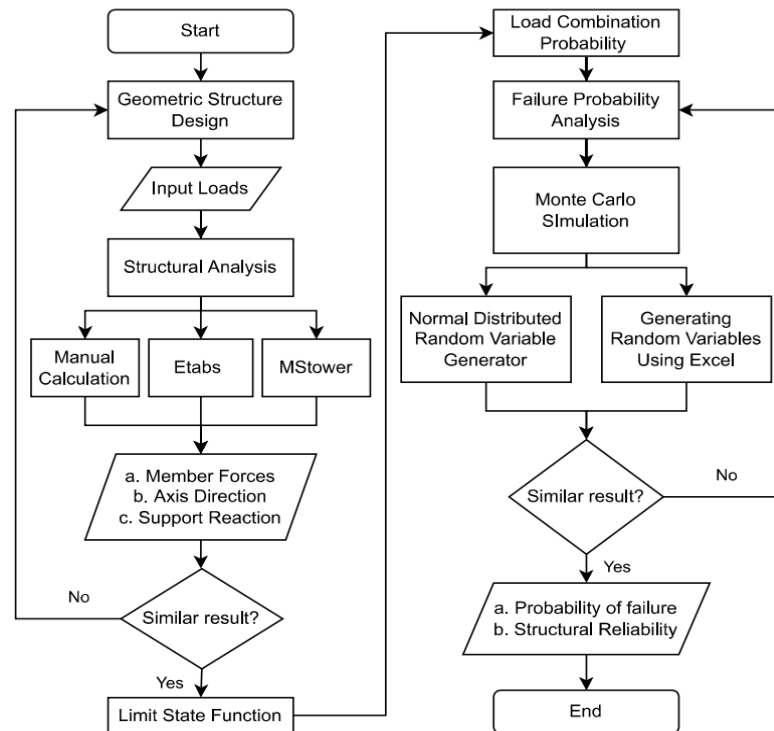 Start
Geometric Structure
Design
Input Loads
Structural Analysis
Manual
Calculation
Etabs
MStower
a. Member Forces
b. Axis Direction
c. Support Reaction
No
Similar result?
Yes
Limit State Function
Load Combination
Probability
Failure Probability
Analysis
Monte Carlo
SImulation
Normal Distributed
Random Variable
Generator
Generating
Random Variables
Using Excel
Similar result?
No
Yes
a. Probability of failure
b. Structural Reliability
End